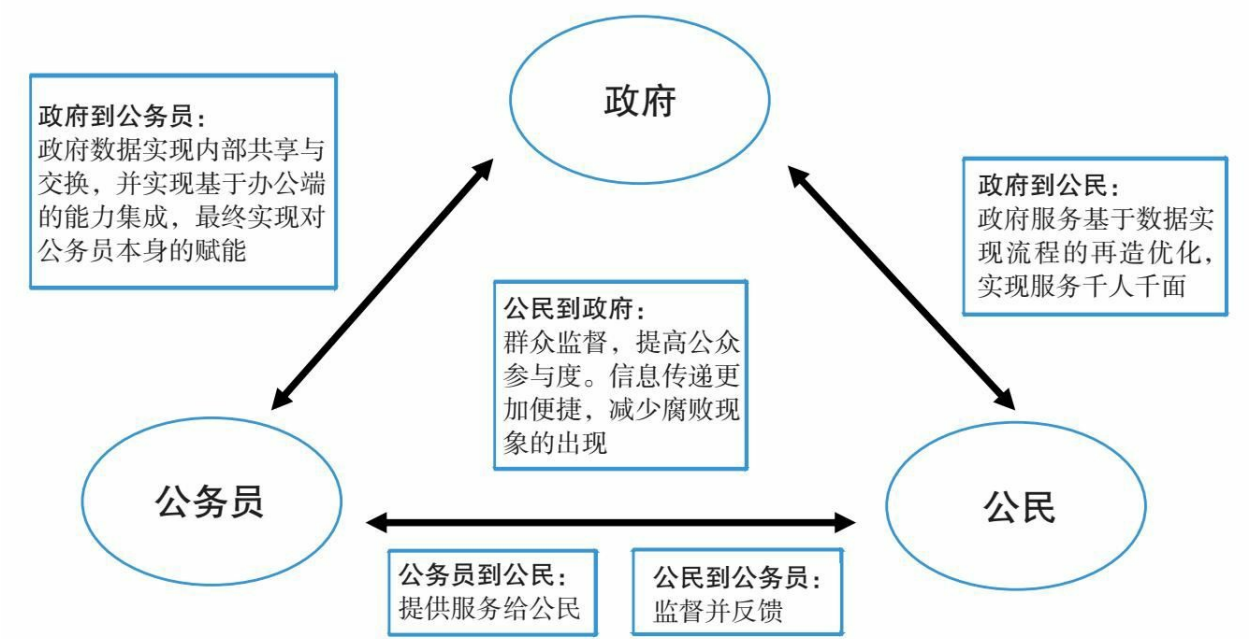 政府
政府到公务员：
政府数据实现内部共享与
交换，并实现基于办公端
的能力集成，最终实现对
公务员本身的赋能
政府到公民：
政府服务基于数据实
现流程的再造优化，
实现服务千人千面
公民到政府：
群众监督，提高公众
参与度。信息传递更
加便捷，减少腐败现
象的出现
公务员
公民
公务员到公民：
提供服务给公民
公民到公务员：
监督并反馈